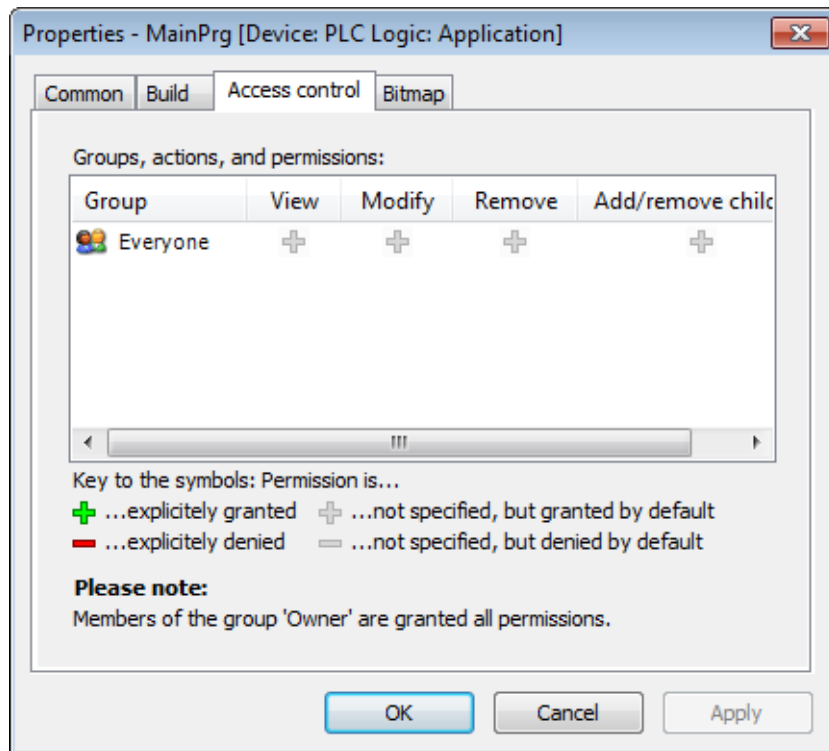 Properties - MainPrg [Device: PLC Logic: Application]
Common Build Access control Bitmap
Groups, actions, and permissions:
Group View Modify Remove Add/remove childc
Everyone
Key to the symbols: Permission is...
...explicitely granted ...not specified, but granted by default
...explicitely denied ...not specified, but denied by default
Please note:
Members of the group 'Owner' are granted all permissions.
OK Cancel Apply